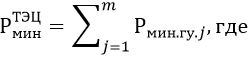 Р_мин^ТЭЦ = ∑_{j=1}^{m} Р_мин.гу.j, где